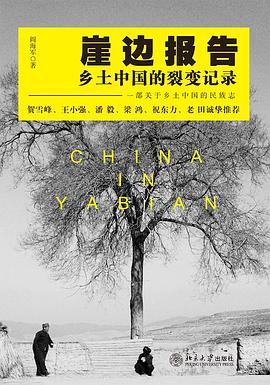 阎海军◎著
崖边报告
乡土中国的裂变记录
一部关于乡土中国的民族志
贺雪峰、王小强、潘毅、梁鸿、祝东力、老田诚挚推荐
CHINA
IN
YABIAN
北京大学出版社
PEKING UNIVERSITY PRESS